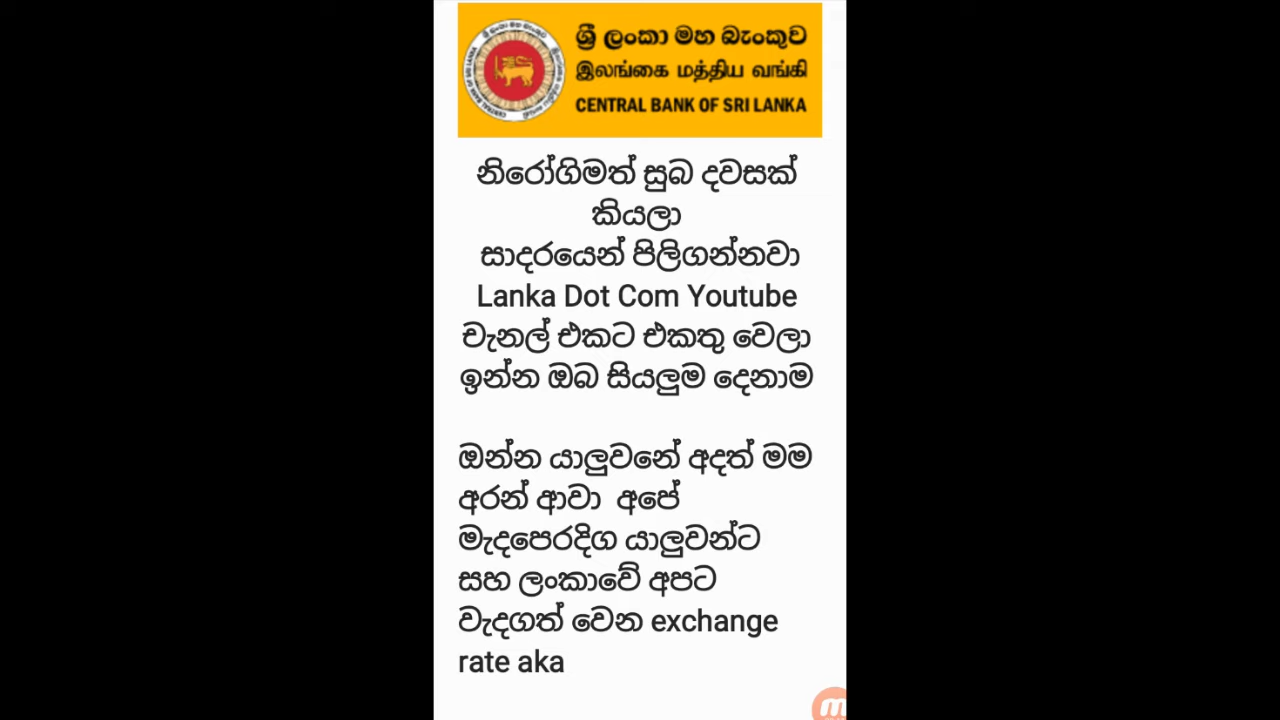 ශ්‍රී ලංකා මහ බැංකුව
இலங்கை மத்திய வங்கி
CENTRAL BANK OF SRI LANKA
නිරෝගිමත් සුබ දවසක්
කියලා
සාදරයෙන් පිලිගන්නවා
Lanka Dot Com Youtube
චැනල් එකට එකතු වෙලා
ඉන්න ඔබ සියලුම දෙනාම
ඔන්න යාලුවනේ අදත් මම
අරන් ආවා අපේ
මැදපෙරදිග යාලුවන්ට
සහ ලංකාවේ අපට
වැදගත් වෙන exchange
rate aka